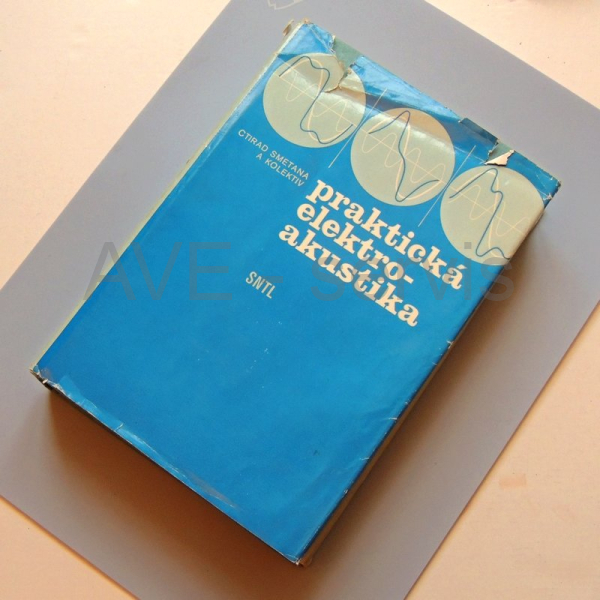 CTIRAD SMETANA
A KOLEKTIV
praktická
elektro-
akustika
SNTL
AVE - servis